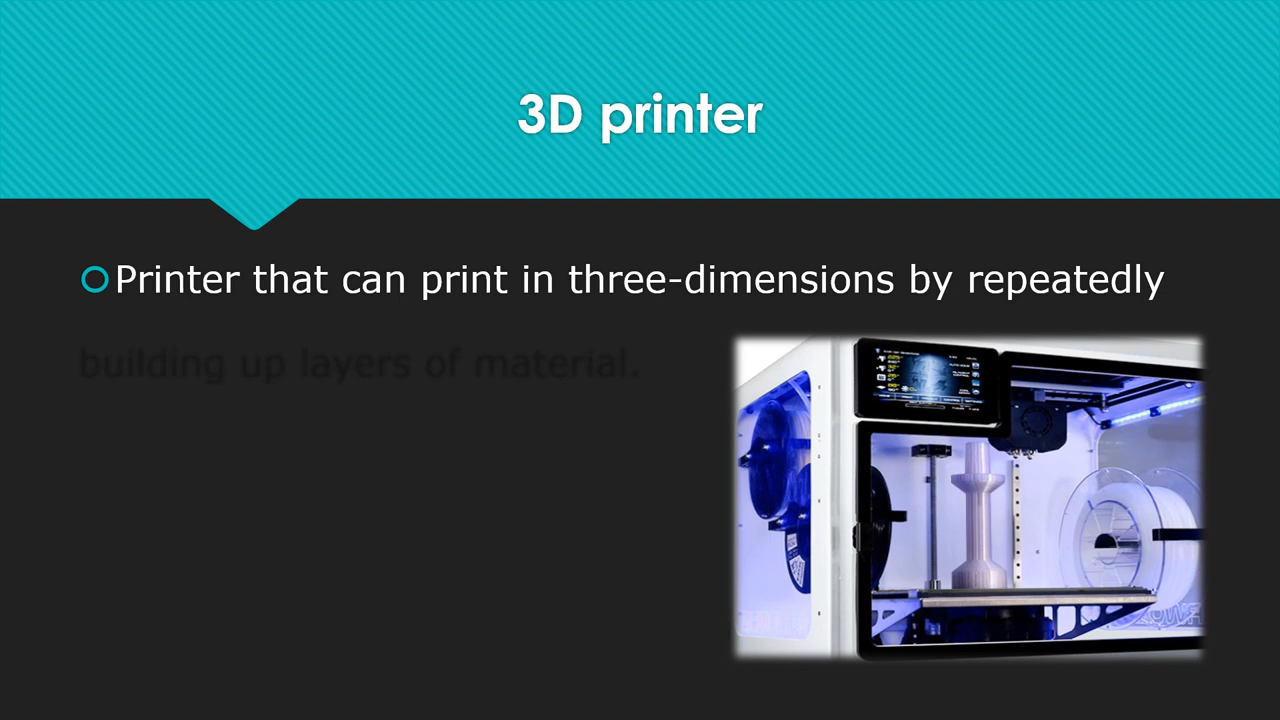 3D printer
Printer that can print in three-dimensions by repeatedly
building up layers of material.